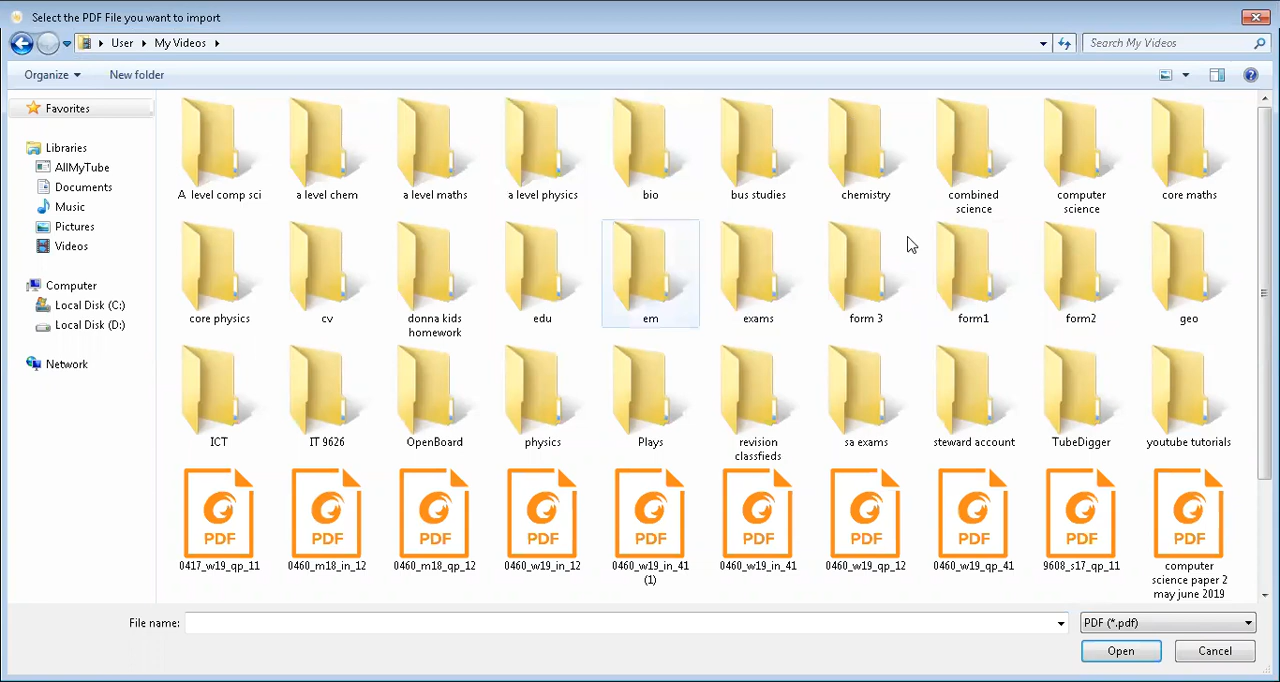 Select the PDF File you want to import
User
My Videos
Search My Videos
Organize
New folder
Favorites
Libraries
AllMyTube
Documents
Music
Pictures
Videos
Computer
Local Disk (C:)
Local Disk (D:)
Network
A level comp sci
a level chem
a level maths
a level physics
bio
bus studies
chemistry
combined
science
computer
science
core maths
core physics
cv
donna kids
homework
edu
em
exams
form 3
form1
form2
geo
ICT
IT 9626
OpenBoard
physics
Plays
revision
classfieds
sa exams
steward account
TubeDigger
youtube tutorials
PDF
0417_w19_qp_11
PDF
0460_m18_in_12
PDF
0460_m18_qp_12
PDF
0460_w19_in_12
PDF
0460_w19_in_41
(1)
PDF
0460_w19_in_41
PDF
0460_w19_qp_12
PDF
0460_w19_qp_41
PDF
9608_s17_qp_11
PDF
computer
science paper 2
may june 2019
File name:
PDF (*.pdf)
Open
Cancel